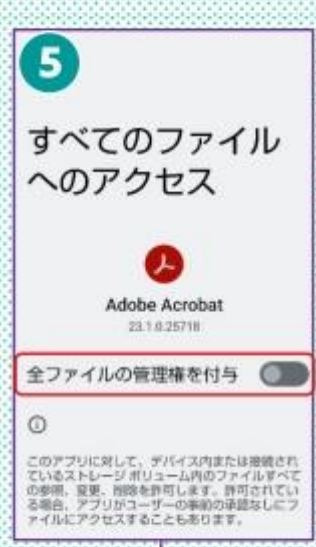 5
すべてのファイル
へのアクセス
Adobe Acrobat
23.1.0.25718
全ファイルの管理権を付与
このアプリに対して、デバイス内または接続され
ているストレージ ボリューム内のファイルすべて
の参照、変更、削除を許可します。許可されてい
る場合、アプリがユーザーの事前の承認なしにフ
ァイルにアクセスすることもあります。